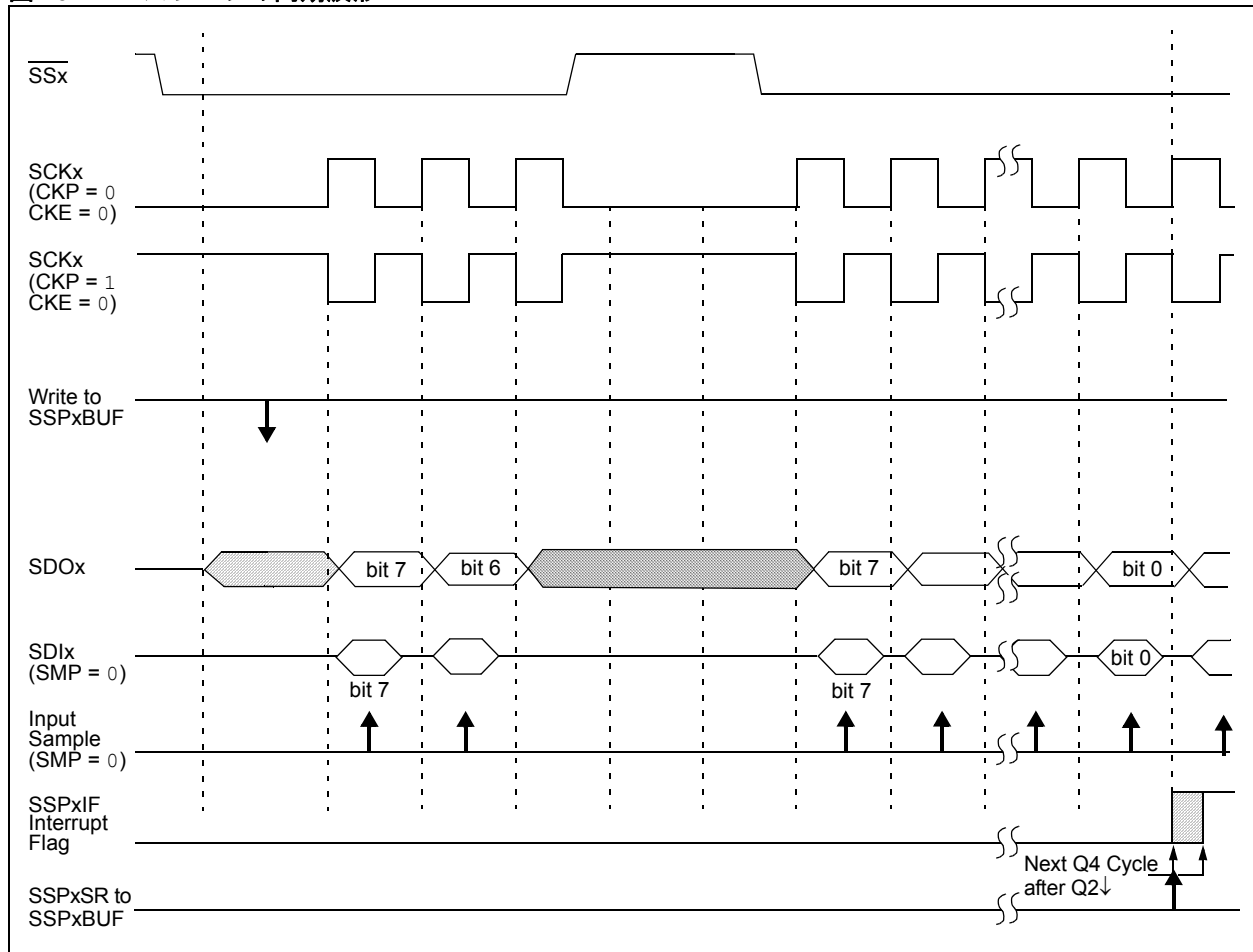 SSx
SCKx
(CKP = 0
CKE = 0)
SCKx
(CKP = 1
CKE = 0)
Write to
SSPxBUF
SDOx
bit 7
bit 6
bit 7
bit 0
SDIx
(SMP = 0)
bit 7
bit 7
bit 0
Input
Sample
(SMP = 0)
SSPxIF
Interrupt
Flag
Next Q4 Cycle
after Q2↓
SSPxSR to
SSPxBUF